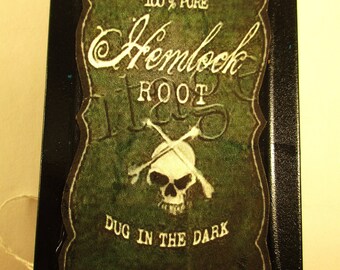 100% PURE
Hemlock
ROOT
DUG IN THE DARK